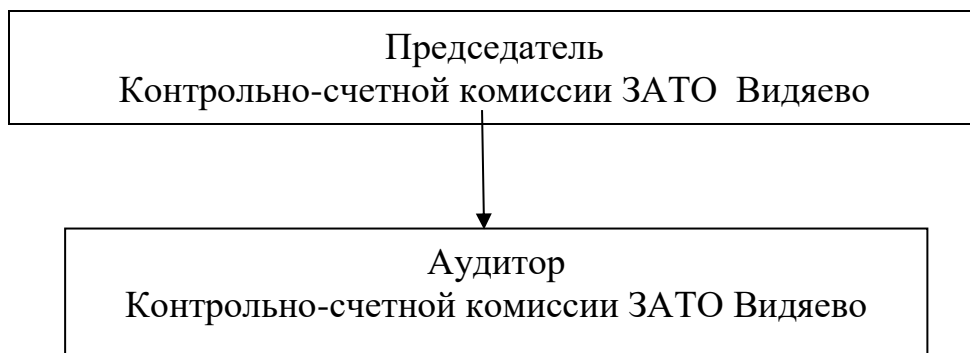 Председатель
Контрольно-счетной комиссии ЗАТО  Видяево
Аудитор
Контрольно-счетной комиссии ЗАТО Видяево